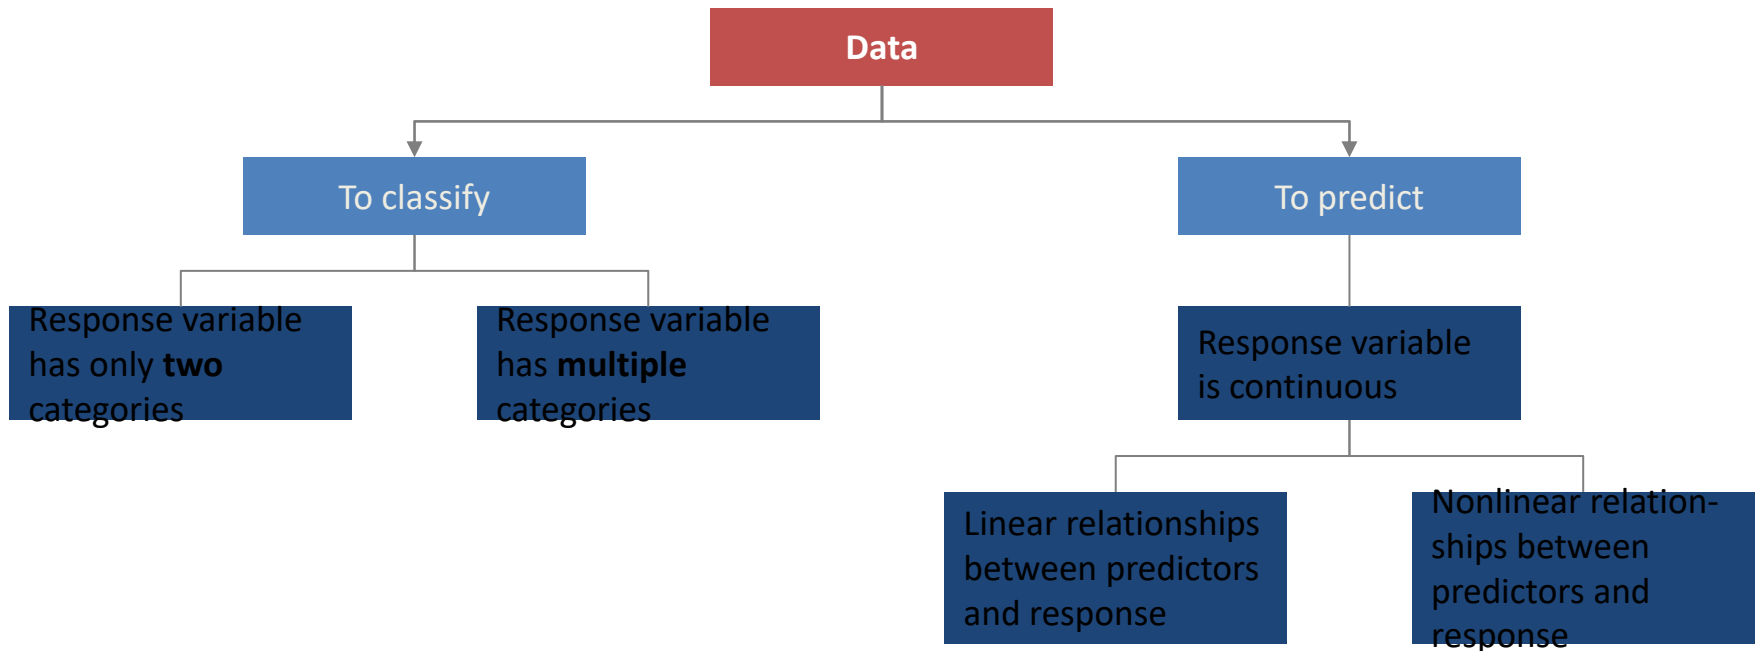 Data
To classify
To predict
Response variable
has only two
categories
Response variable
has multiple
categories
Response variable
is continuous
Linear relationships
between predictors
and response
Nonlinear relation-
ships between
predictors and
response